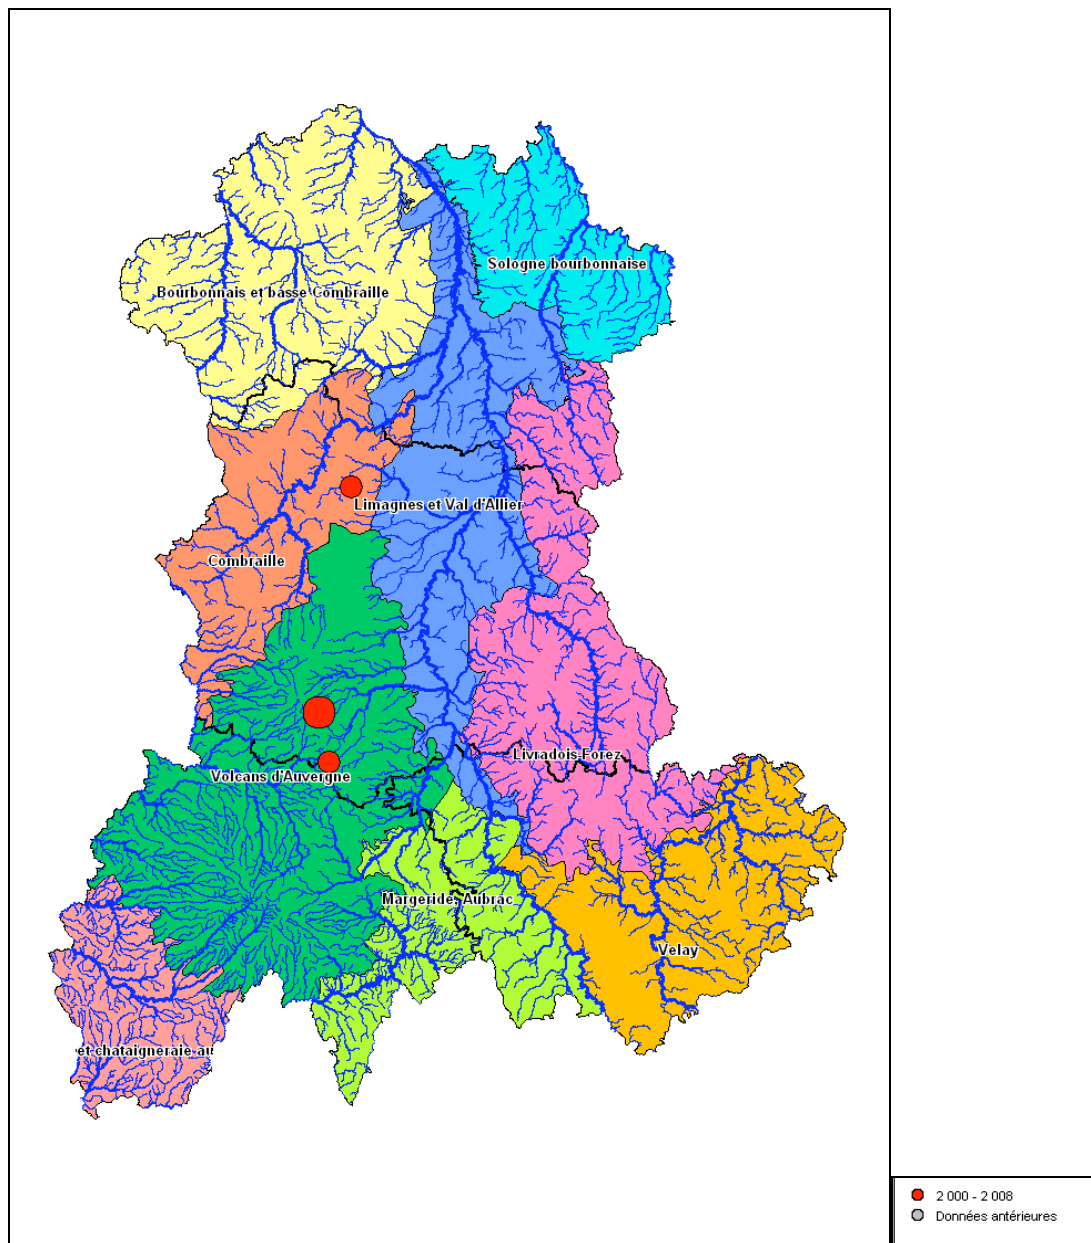 Sologne bourbonnaise
Bourbonnais et basse Combraille
Limagnes et Val d'Allier
Combraille
Livradois-Forez
Volcans d'Auvergne
Margeride, Aubrac
Velay
et chataigneraie au
2 000 - 2 008
Données antérieures